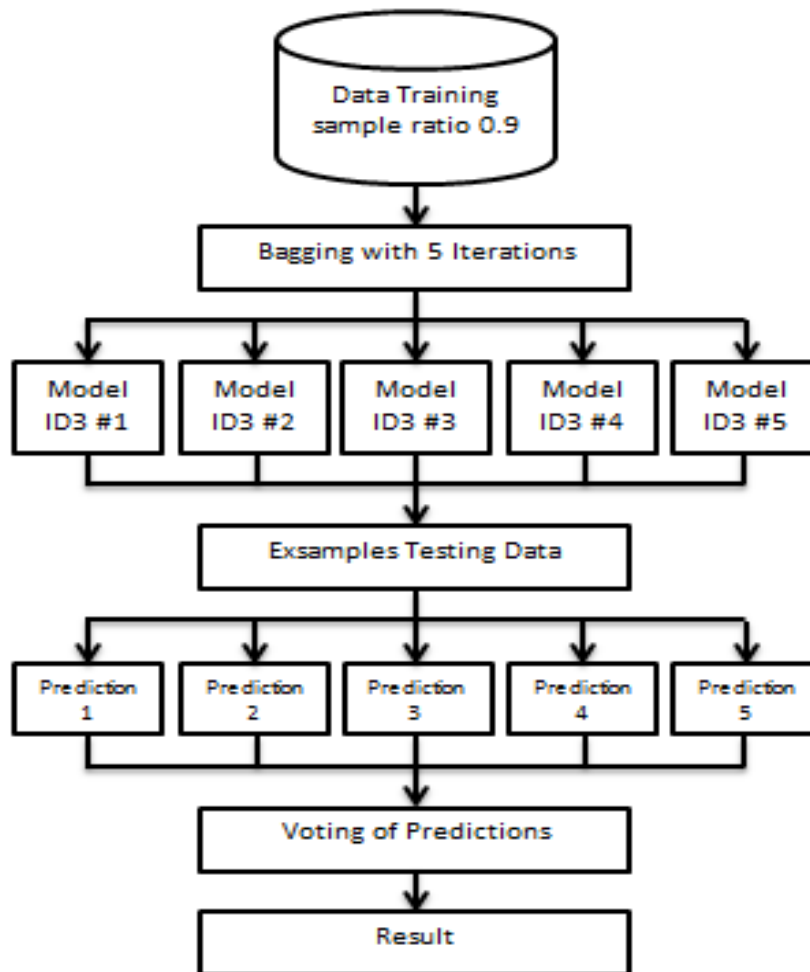 Data Training
sample ratio 0.9
Bagging with 5 Iterations
Model
ID3 #1
Model
ID3 #2
Model
ID3 #3
Model
ID3 #4
Model
ID3 #5
Exsamples Testing Data
Prediction
1
Prediction
2
Prediction
3
Prediction
4
Prediction
5
Voting of Predictions
Result